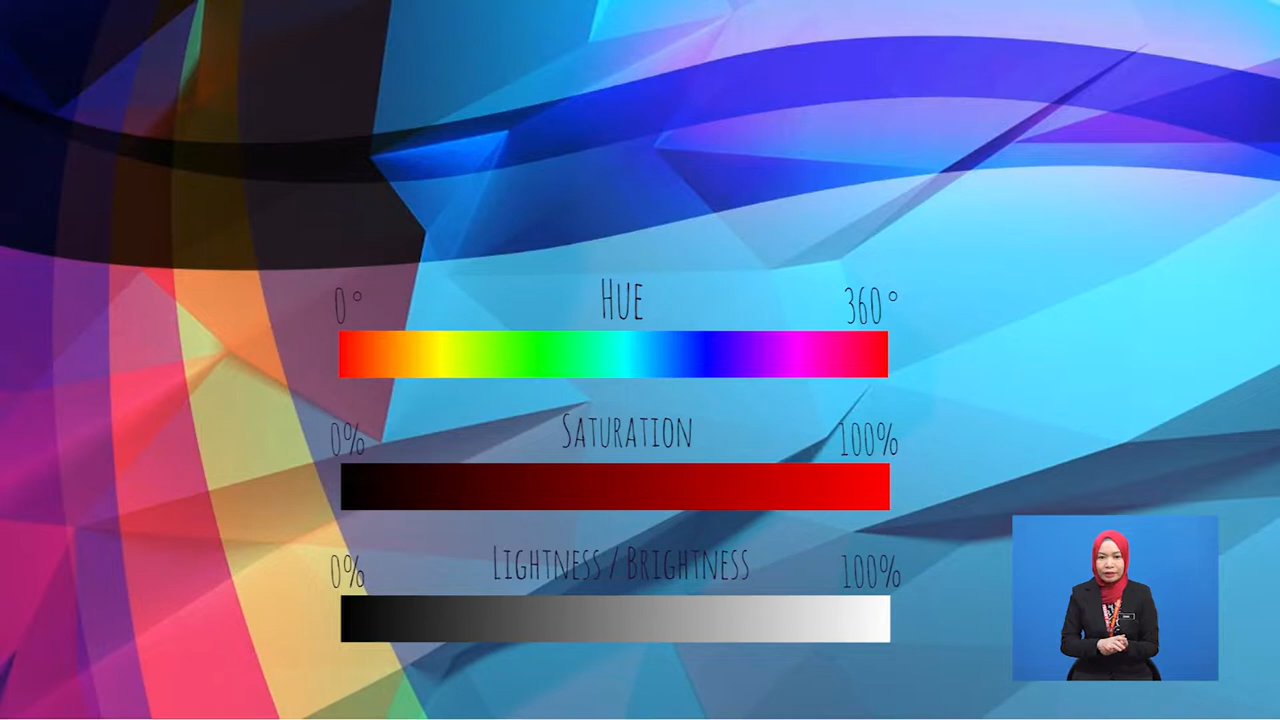 HUE
0° 360°
SATURATION
0% 100%
LIGHTNESS / BRIGHTNESS
0% 100%